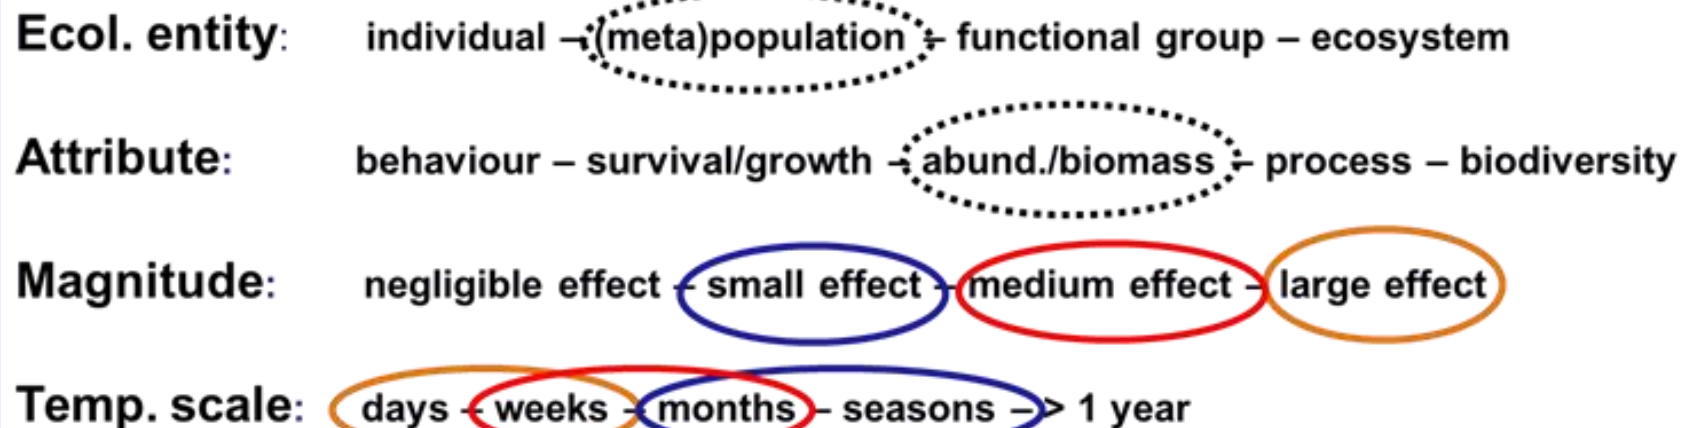 Ecol. entity: individual – (meta)population – functional group – ecosystem
Attribute: behaviour – survival/growth – abund./biomass – process – biodiversity
Magnitude: negligible effect – small effect – medium effect – large effect
Temp. scale: days – weeks – months – seasons – > 1 year